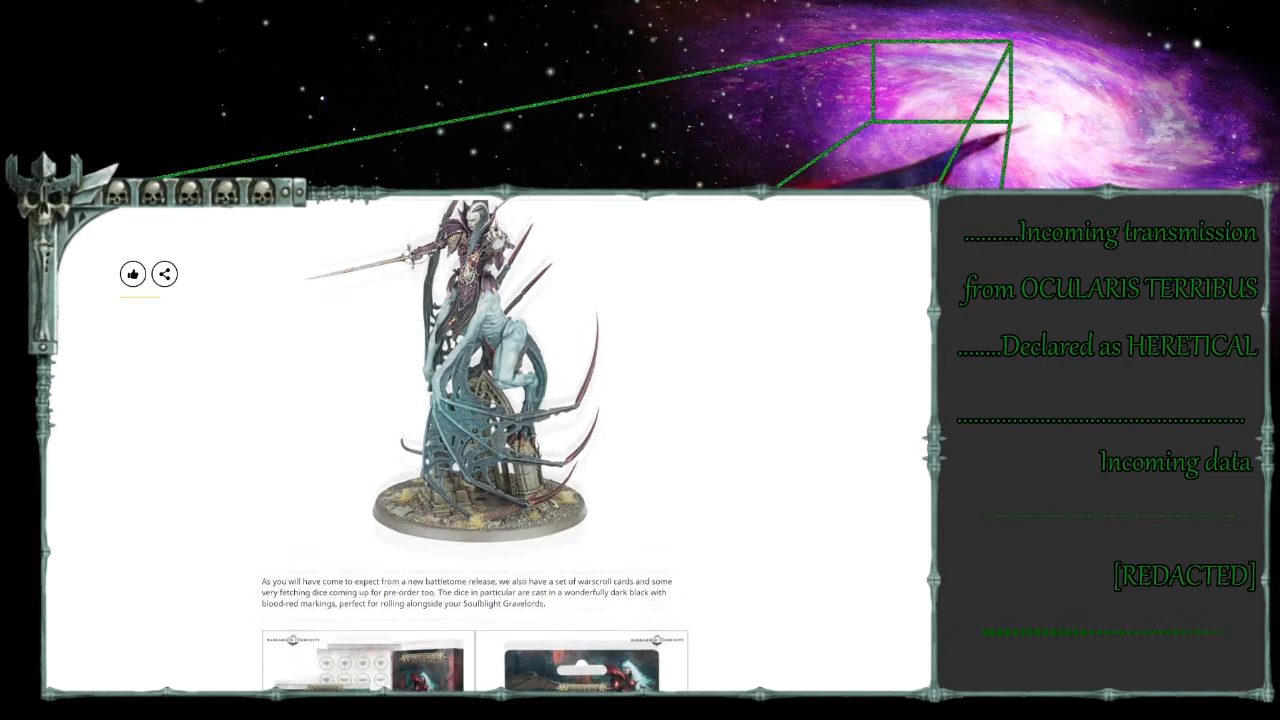 ..........Incoming transmission
from OCULARIS TERRIBUS
........Declared as HERETICAL
Incoming data
[REDACTED]
As you will have come to expect from a new battletome release, we also have a set of warscroll cards and some
very fetching dice coming up for pre-order too. The dice in particular are cast in a wonderfully dark black with
blood-red markings, perfect for rolling alongside your Soulblight Gravelords.